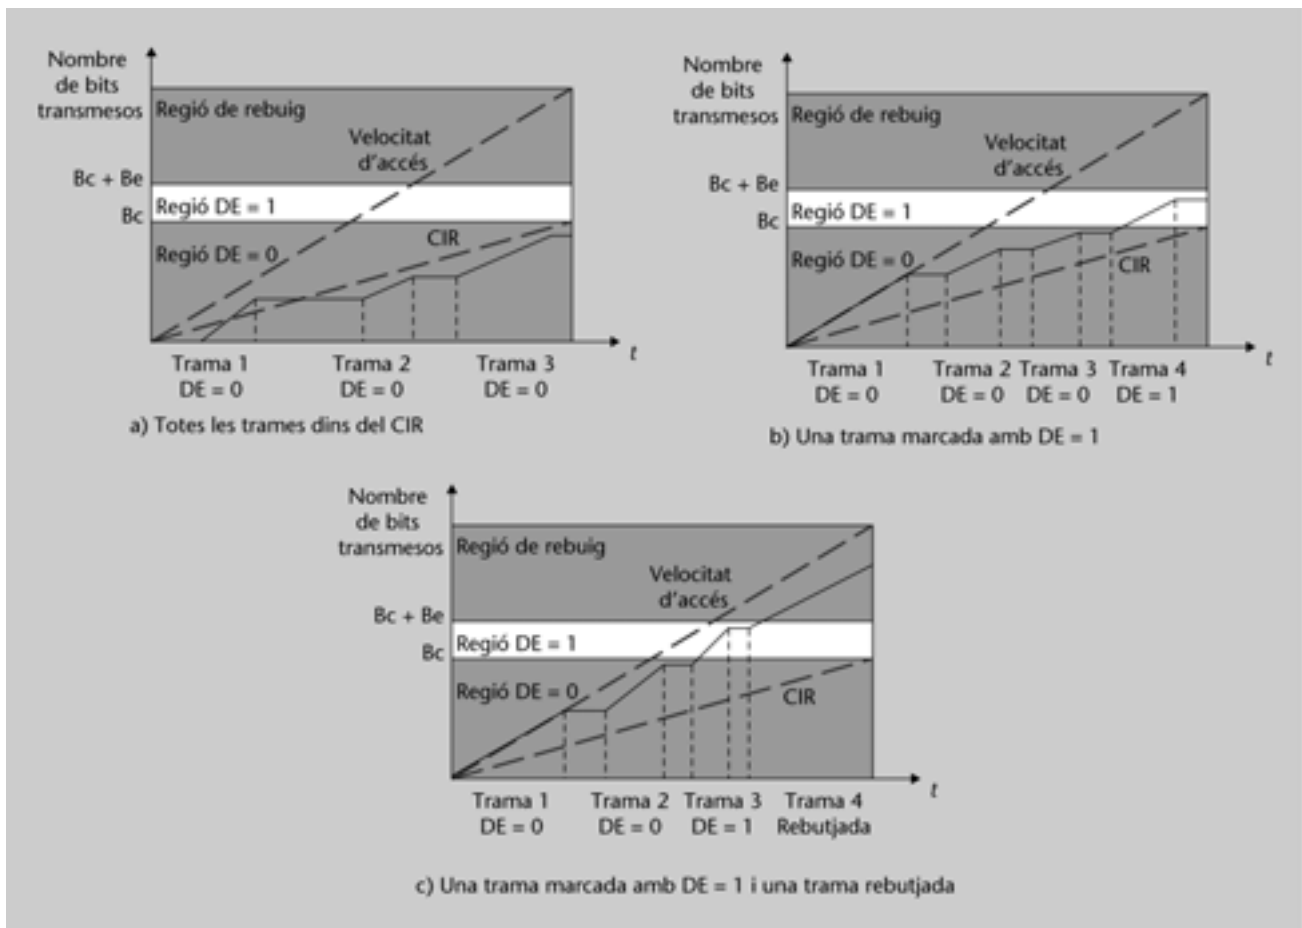 Nombre
de bits
transmesos
Regió de rebuig
Velocitat
d'accés
Bc + Be
Regió DE = 1
Bc
CIR
Regió DE = 0
t
Trama 1
DE = 0
Trama 2
DE = 0
Trama 3
DE = 0
a) Totes les trames dins del CIR
Nombre
de bits
transmesos
Regió de rebuig
Velocitat
d'accés
Bc + Be
Regió DE = 1
Bc
Regió DE = 0
CIR
t
Trama 1
DE = 0
Trama 2
DE = 0
Trama 3
DE = 0
Trama 4
DE = 1
b) Una trama marcada amb DE = 1
Nombre
de bits
transmesos
Regió de rebuig
Velocitat
d'accés
Bc + Be
Regió DE = 1
Bc
Regió DE = 0
CIR
t
Trama 1
DE = 0
Trama 2
DE = 0
Trama 3
DE = 1
Trama 4
Rebutjada
c) Una trama marcada amb DE = 1 i una trama rebutjada